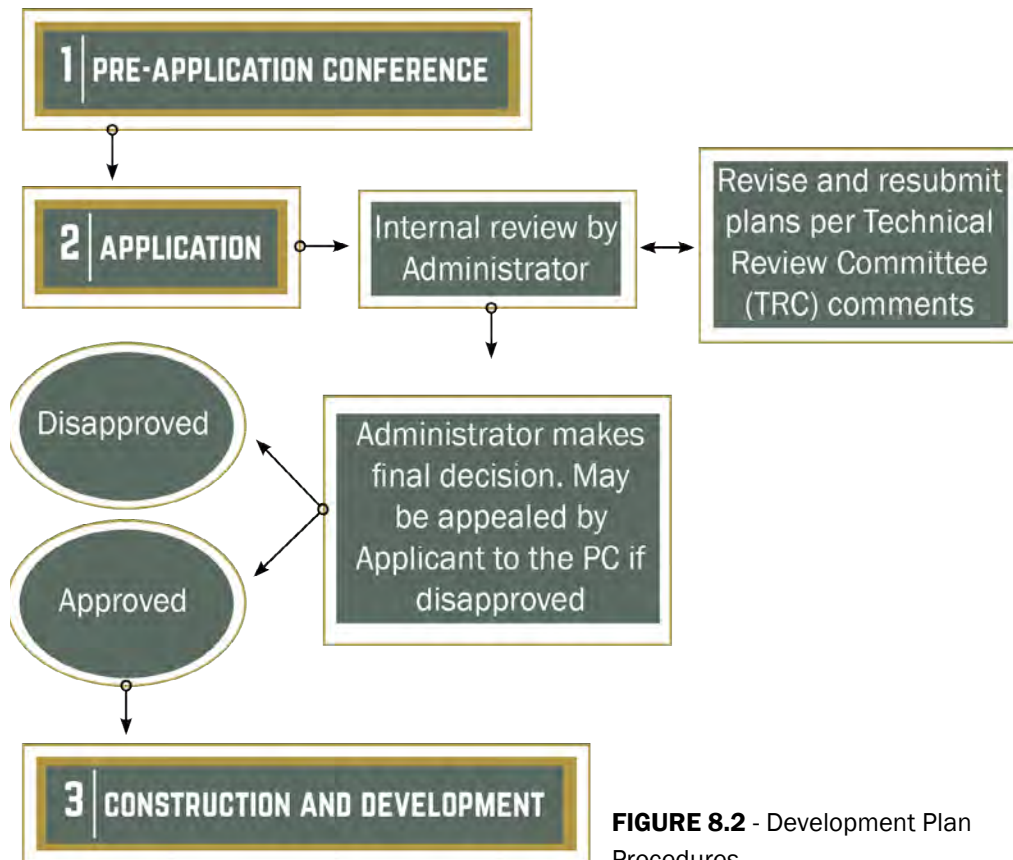 1 PRE-APPLICATION CONFERENCE
2 APPLICATION
Internal review by
Administrator
Revise and resubmit
plans per Technical
Review Committee
(TRC) comments
Disapproved
Approved
Administrator makes
final decision. May
be appealed by
Applicant to the PC if
disapproved
3 CONSTRUCTION AND DEVELOPMENT
FIGURE 8.2 - Development Plan
Procedures